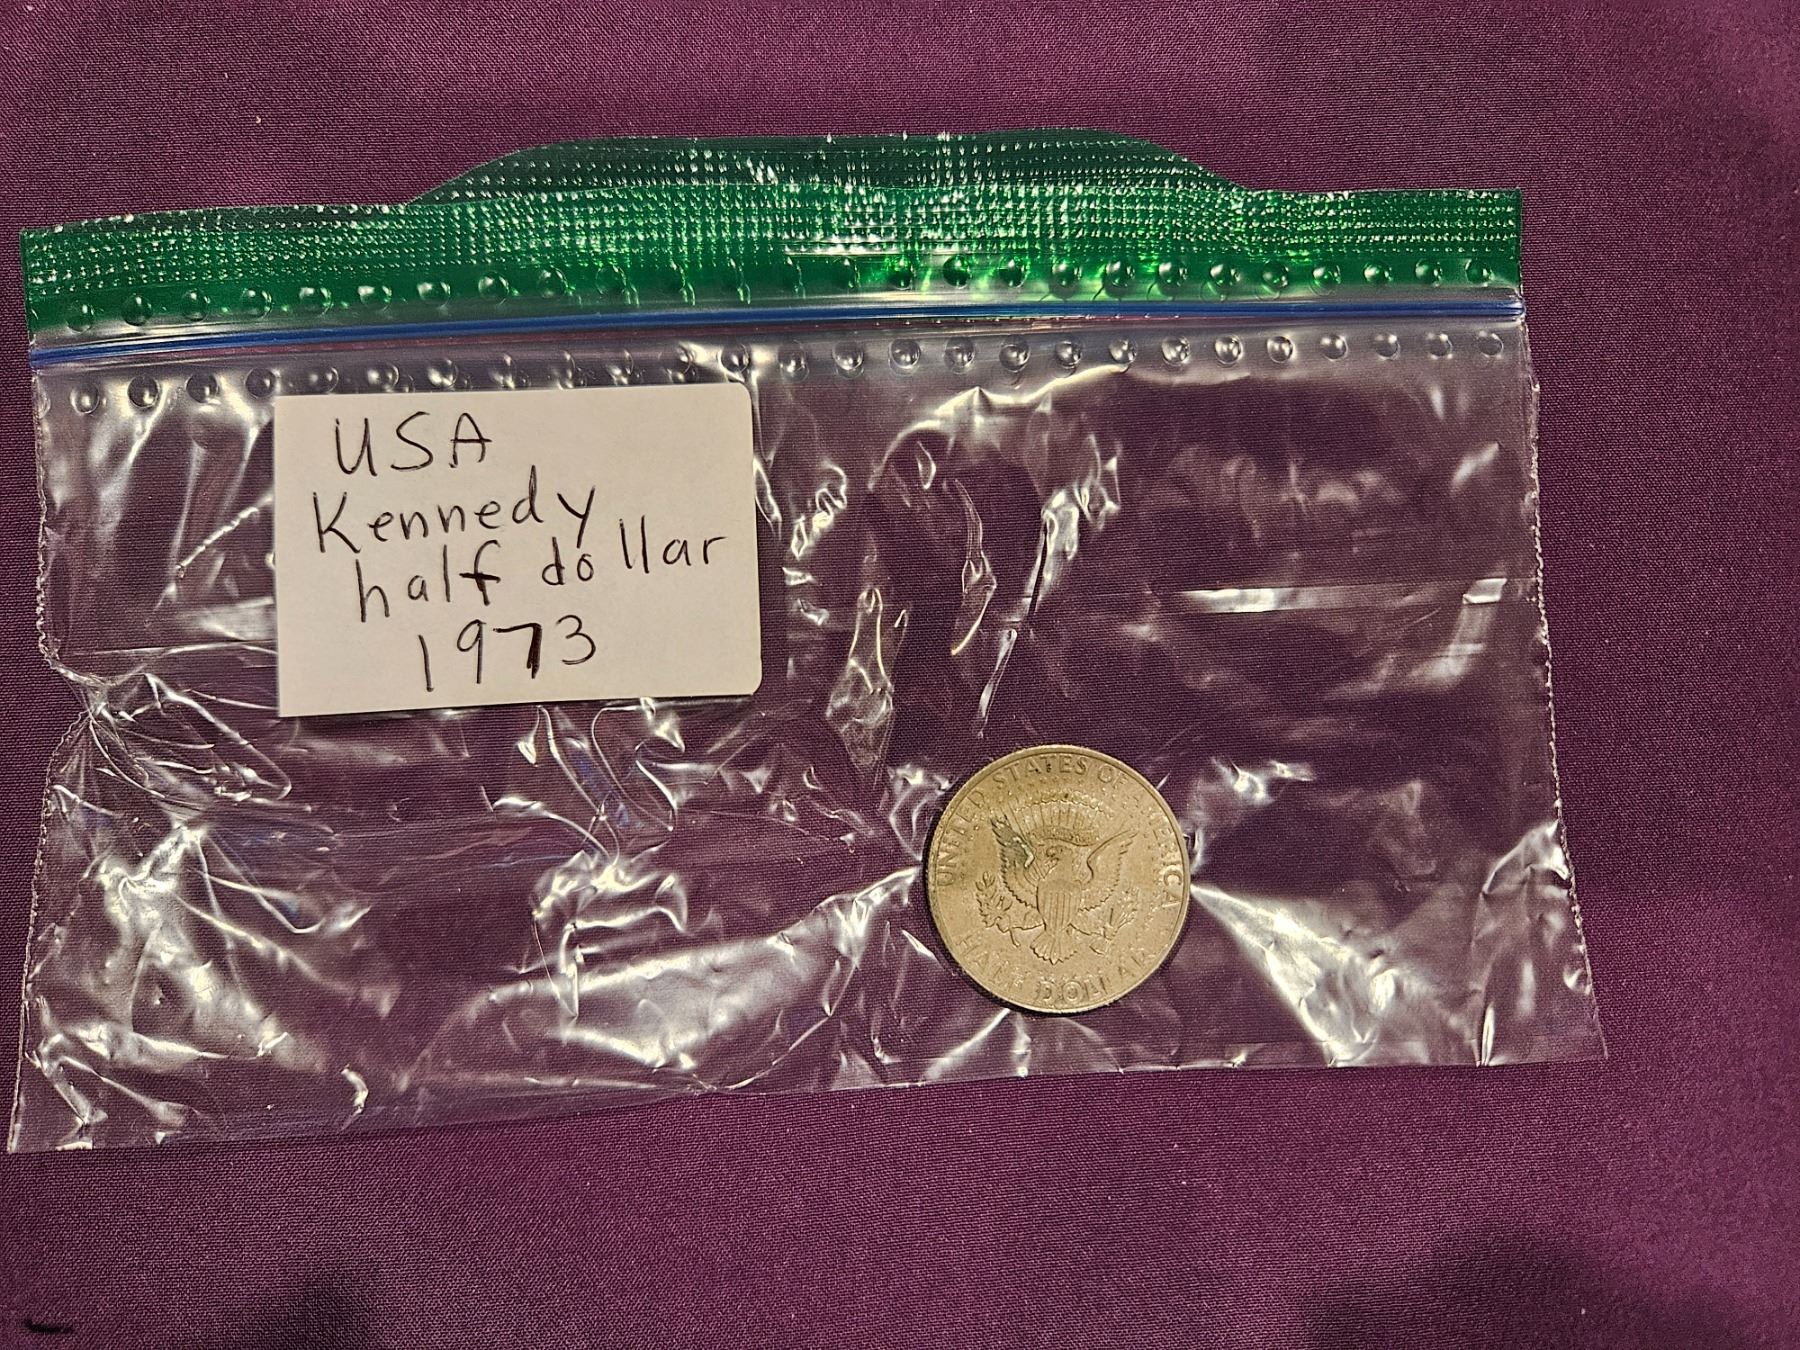 USA
Kennedy
half dollar
1973
UNITED STATES OF AMERICA
HALF DOLLAR